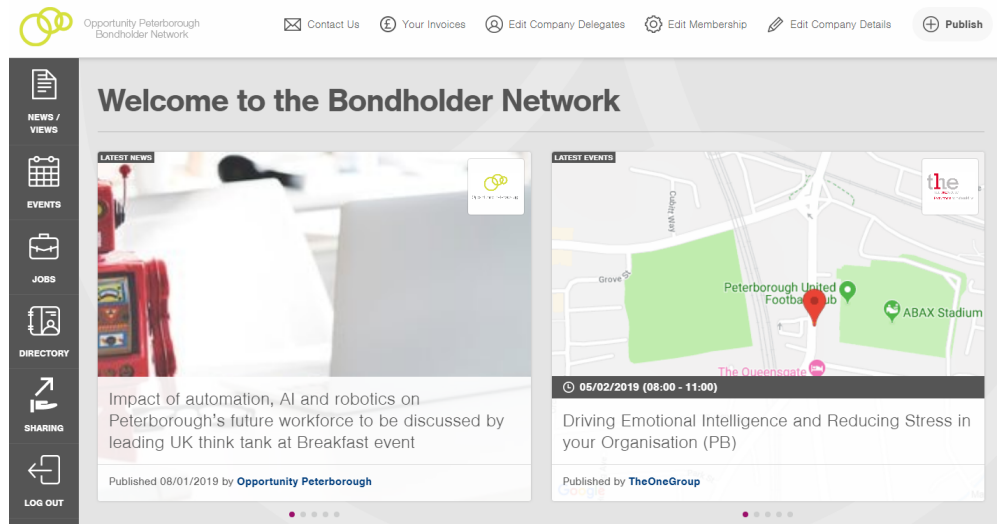 Opportunity Peterborough
Bondholder Network
Contact Us
Your Invoices
Edit Company Delegates
Edit Membership
Edit Company Details
Publish
NEWS /
VIEWS
EVENTS
JOBS
DIRECTORY
SHARING
LOG OUT
Welcome to the Bondholder Network
LATEST NEWS
Impact of automation, AI and robotics on
Peterborough's future workforce to be discussed by
leading UK think tank at Breakfast event
Published 08/01/2019 by Opportunity Peterborough
LATEST EVENTS
the
Cubitt Way
Grove St
Peterborough United
Football Club
ABAX Stadium
The Queensgate
05/02/2019 (08:00 - 11:00)
Driving Emotional Intelligence and Reducing Stress in
your Organisation (PB)
Published by TheOneGroup
Google